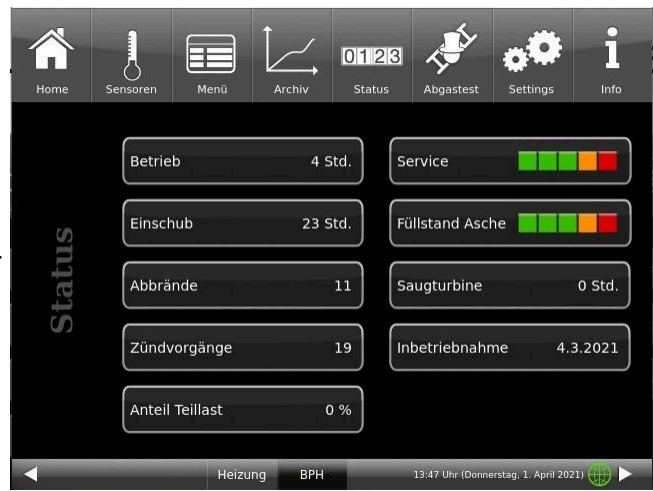 0123
Home Sensoren Menü Archiv Status Abgastest Settings Info
Status
Betrieb 4 Std.
Service
Einschub 23 Std.
Füllstand Asche
Abbrände 11
Saugturbine 0 Std.
Zündvorgänge 19
Inbetriebnahme 4.3.2021
Anteil Teillast 0 %
Heizung BPH 13:47 Uhr (Donnerstag, 1. April 2021)